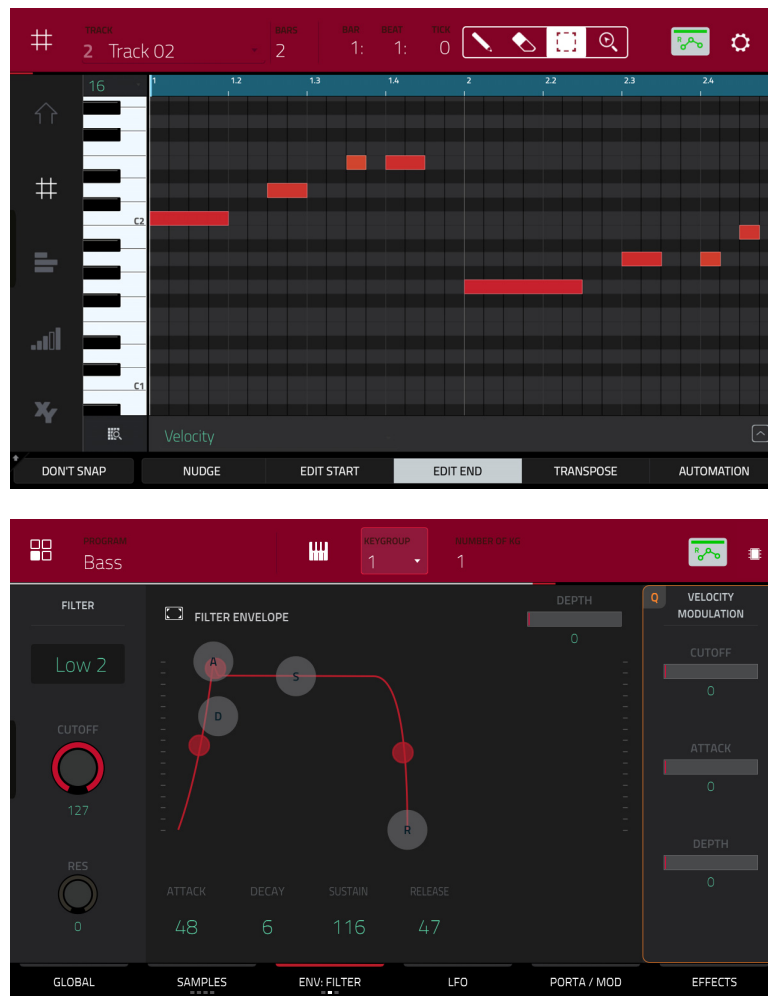 TRACK BARS BAR BEAT TICK
2 Track 02 2 1: 1: 0
16 1 1.2 1.3 1.4 2 2.2 2.3 2.4
C2
C1
Velocity
DON'T SNAP NUDGE EDIT START EDIT END TRANSPOSE AUTOMATION
PROGRAM KEYGROUP NUMBER OF KG
Bass 1 1
FILTER FILTER ENVELOPE DEPTH Q VELOCITY
MODULATION
0
Low 2 A CUTOFF
S 0
D
CUTOFF ATTACK
127 0
R DEPTH
RES 0
ATTACK DECAY SUSTAIN RELEASE
0 48 6 116 47
GLOBAL SAMPLES ENV: FILTER LFO PORTA / MOD EFFECTS